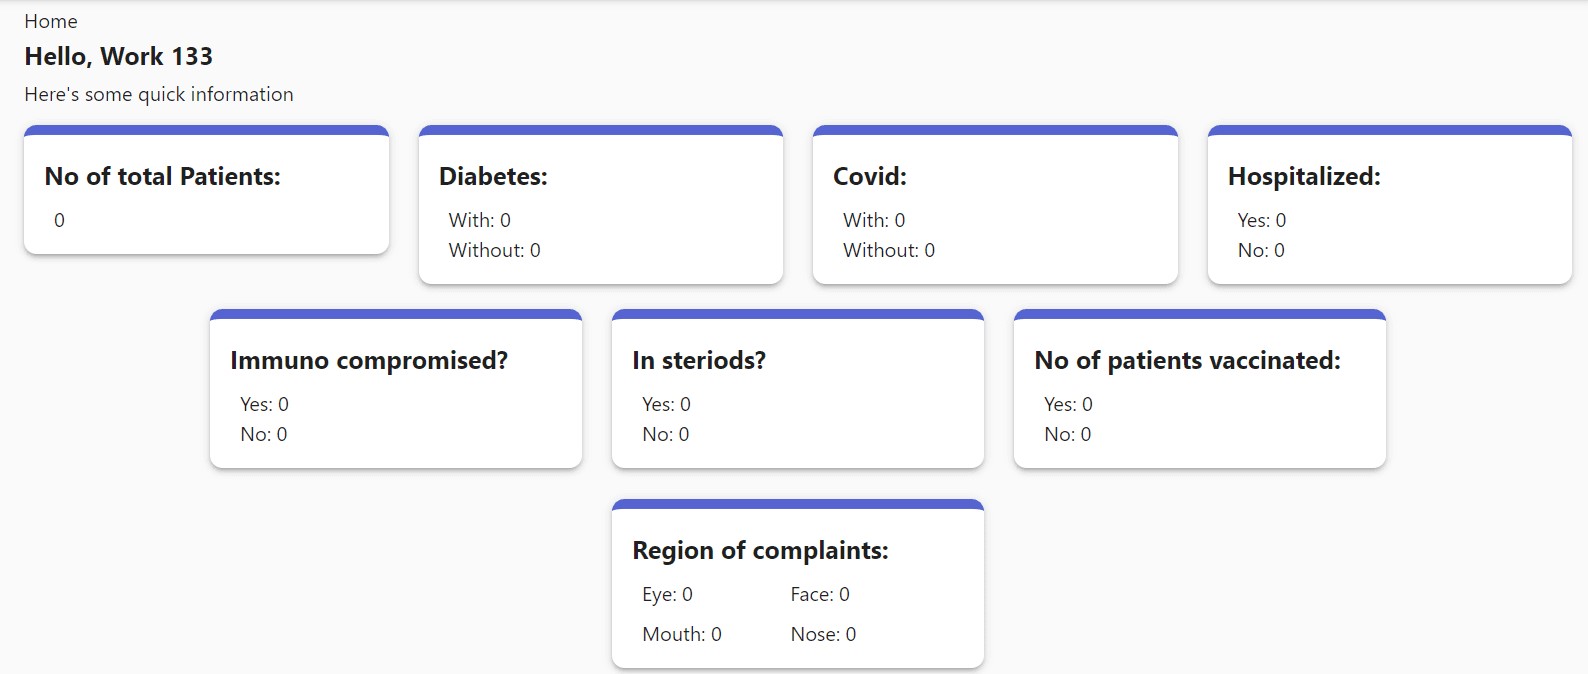 Home
Hello, Work 133
Here's some quick information
No of total Patients:
0
Diabetes:
With: 0
Without: 0
Covid:
With: 0
Without: 0
Hospitalized:
Yes: 0
No: 0
Immuno compromised?
Yes: 0
No: 0
In steriods?
Yes: 0
No: 0
No of patients vaccinated:
Yes: 0
No: 0
Region of complaints:
Eye: 0 Face: 0
Mouth: 0 Nose: 0